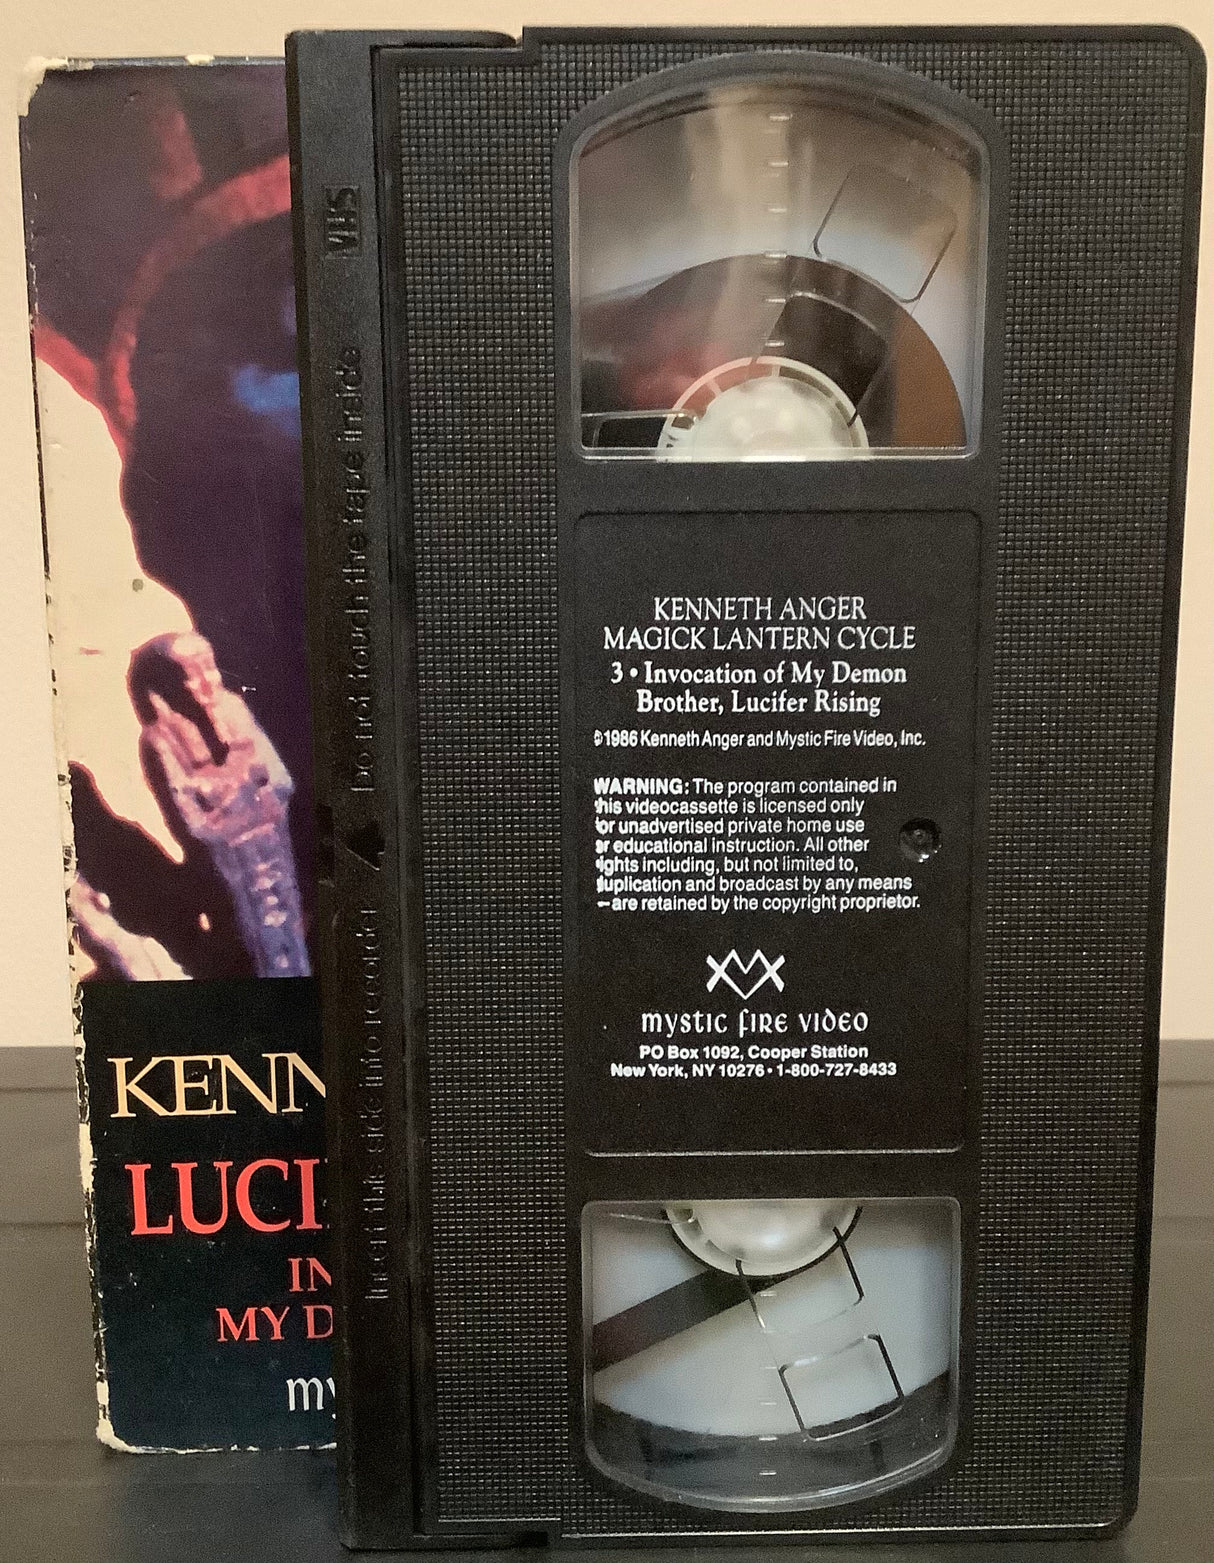 KENNETH ANGER
MAGICK LANTERN CYCLE
3 • Invocation of My Demon
Brother, Lucifer Rising
©1986 Kenneth Anger and Mystic Fire Video, Inc.
WARNING: The program contained in
this videocassette is licensed only
for unadvertised private home use
or educational instruction. All other
rights including, but not limited to,
duplication and broadcast by any means
—are retained by the copyright proprietor.
mystic fire video
PO Box 1092, Cooper Station
New York, NY 10276 • 1-800-727-8433
VHS
Do not touch the tape inside
Insert this side into recorder
KENN
LUCI
IN
MY D
my